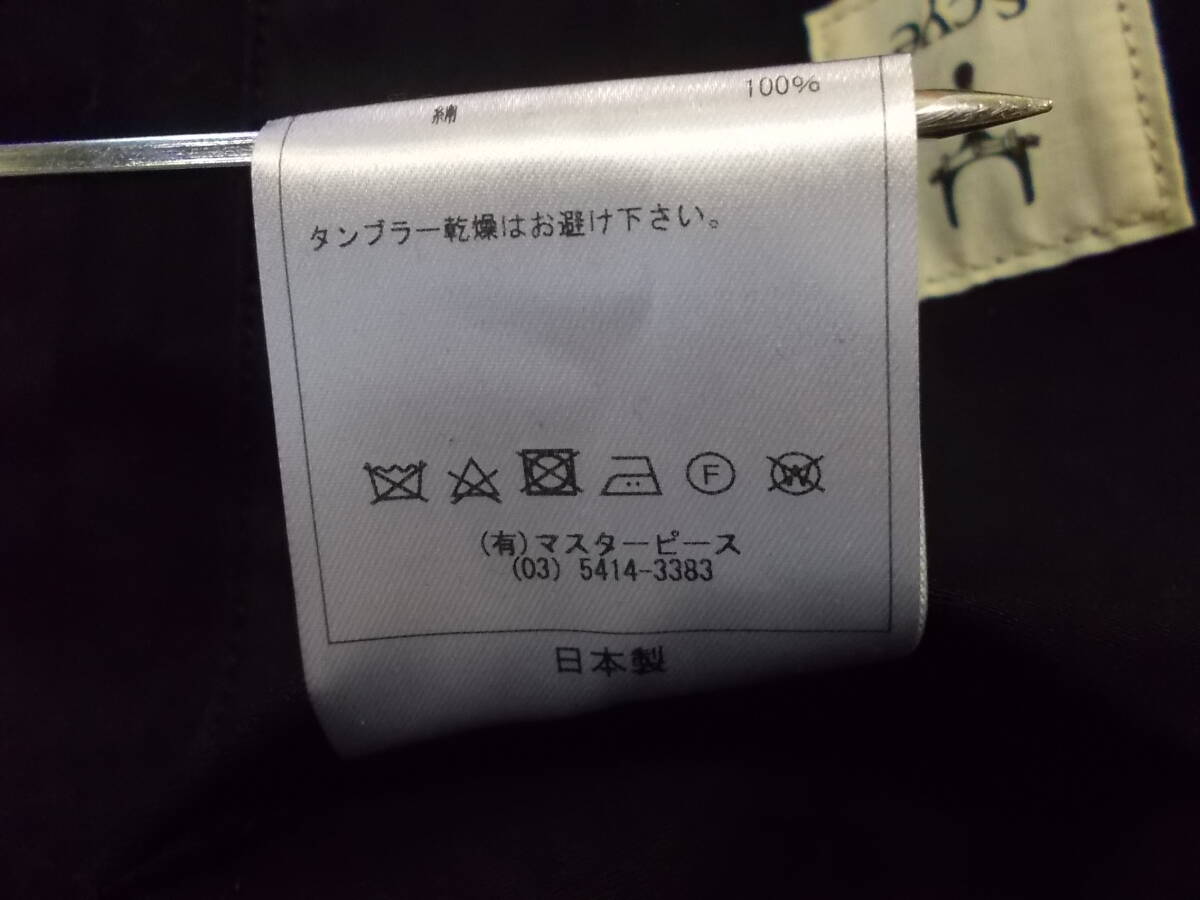 Scye
綿 100%
タンブラー乾燥はお避け下さい。
F W
(有)マスターピース
(03) 5414-3383
日本製